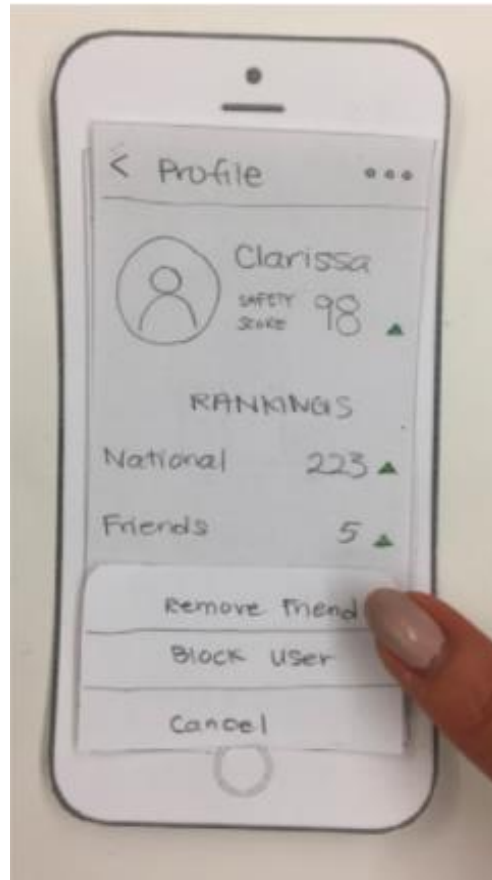 < Profile
Clarissa
SAFETY SCORE 98
RANKINGS
National 223
Friends 5
Remove Friend
Block User
Cancel